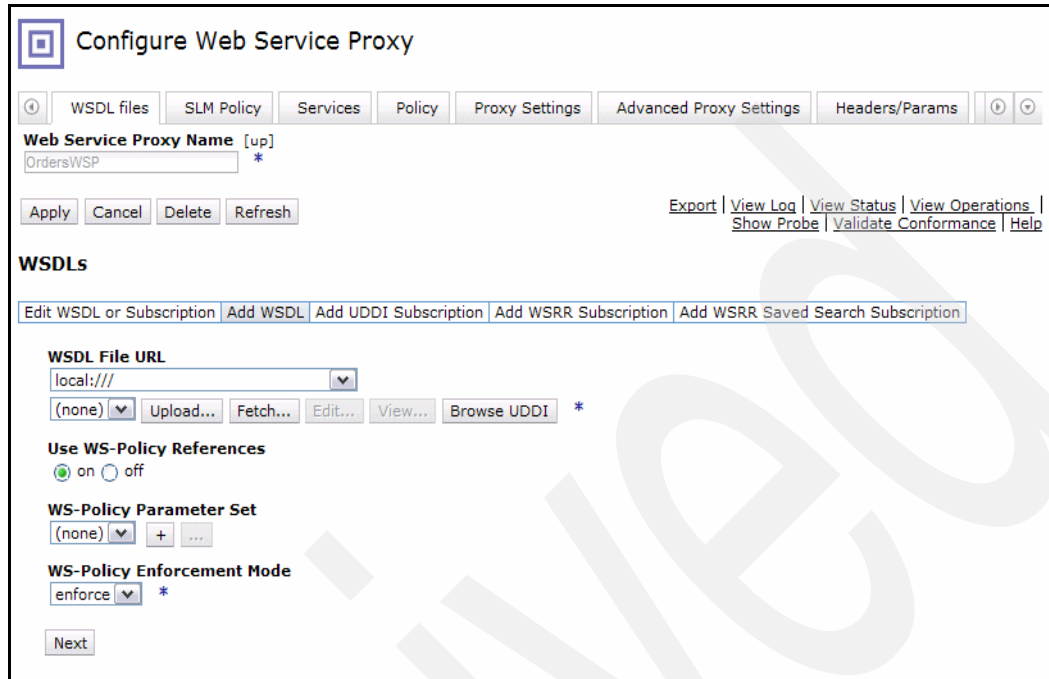 Configure Web Service Proxy
WSDL files SLM Policy Services Policy Proxy Settings Advanced Proxy Settings Headers/Params
Web Service Proxy Name [up]
OrdersWSP *
Apply Cancel Delete Refresh
Export | View Log | View Status | View Operations |
Show Probe | Validate Conformance | Help
WSDLs
Edit WSDL or Subscription Add WSDL Add UDDI Subscription Add WSRR Subscription Add WSRR Saved Search Subscription
WSDL File URL
local:///
(none) Upload... Fetch... Edit... View... Browse UDDI *
Use WS-Policy References
on off
WS-Policy Parameter Set
(none) + ...
WS-Policy Enforcement Mode
enforce *
Next